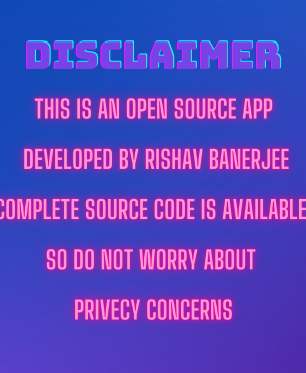 DISCLAIMER
THIS IS AN OPEN SOURCE APP
DEVELOPED BY RISHAV BANERJEE
COMPLETE SOURCE CODE IS AVAILABLE
SO DO NOT WORRY ABOUT
PRIVECY CONCERNS